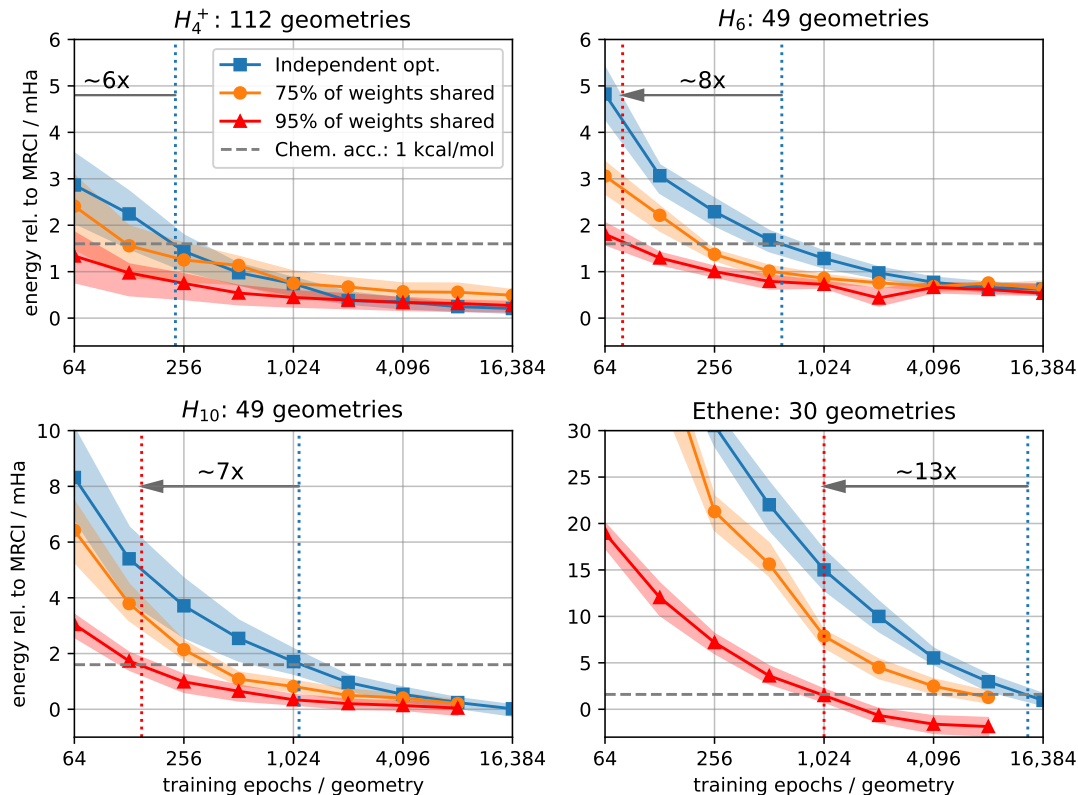 H₄⁺: 112 geometries
6
5
4
3
2
1
0
energy rel. to MRCI / mHa
~6x
Independent opt.
75% of weights shared
95% of weights shared
Chem. acc.: 1 kcal/mol
64
256
1,024
4,096
16,384
H₆: 49 geometries
6
5
4
3
2
1
0
~8x
64
256
1,024
4,096
16,384
H₁₀: 49 geometries
10
8
6
4
2
0
energy rel. to MRCI / mHa
~7x
64
256
1,024
4,096
16,384
training epochs / geometry
Ethene: 30 geometries
30
25
20
15
10
5
0
~13x
64
256
1,024
4,096
16,384
training epochs / geometry